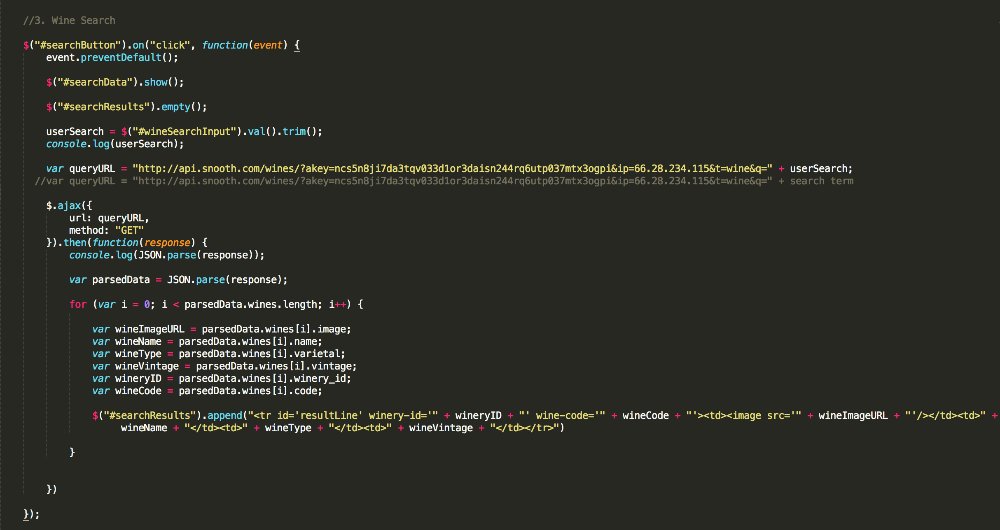 //3. Wine Search
$("#searchButton").on("click", function(event) {
event.preventDefault();
$("#searchData").show();
$("#searchResults").empty();
userSearch = $("#wineSearchInput").val().trim();
console.log(userSearch);
var queryURL = "http://api.snooth.com/wines/?akey=ncs5n8ji7da3tqv033d1or3daisn244rq6utp037mtx3ogpi&ip=66.28.234.115&t=wine&q=" + userSearch;
//var queryURL = "http://api.snooth.com/wines/?akey=ncs5n8ji7da3tqv033d1or3daisn244rq6utp037mtx3ogpi&ip=66.28.234.115&t=wine&q=" + search term
$.ajax({
url: queryURL,
method: "GET"
}).then(function(response) {
console.log(JSON.parse(response));
var parsedData = JSON.parse(response);
for (var i = 0; i < parsedData.wines.length; i++) {
var wineImageURL = parsedData.wines[i].image;
var wineName = parsedData.wines[i].name;
var wineType = parsedData.wines[i].varietal;
var wineVintage = parsedData.wines[i].vintage;
var wineryID = parsedData.wines[i].winery_id;
var wineCode = parsedData.wines[i].code;
$("#searchResults").append("<tr id='resultLine' winery-id='" + wineryID + "' wine-code='" + wineCode + "'><td><image src='" + wineImageURL + "'/></td><td>" +
wineName + "</td><td>" + wineType + "</td><td>" + wineVintage + "</td></tr>")
}
})
});